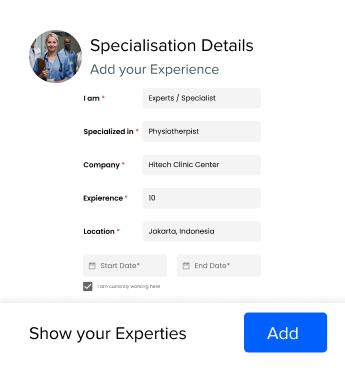 Specialisation Details
Add your Experience
I am * Experts / Specialist
Specialized in * Physiotherpist
Company * Hitech Clinic Center
Expierence * 10
Location * Jakarta, Indonesia
Start Date* End Date*
I am currently working here
Show your Experties Add